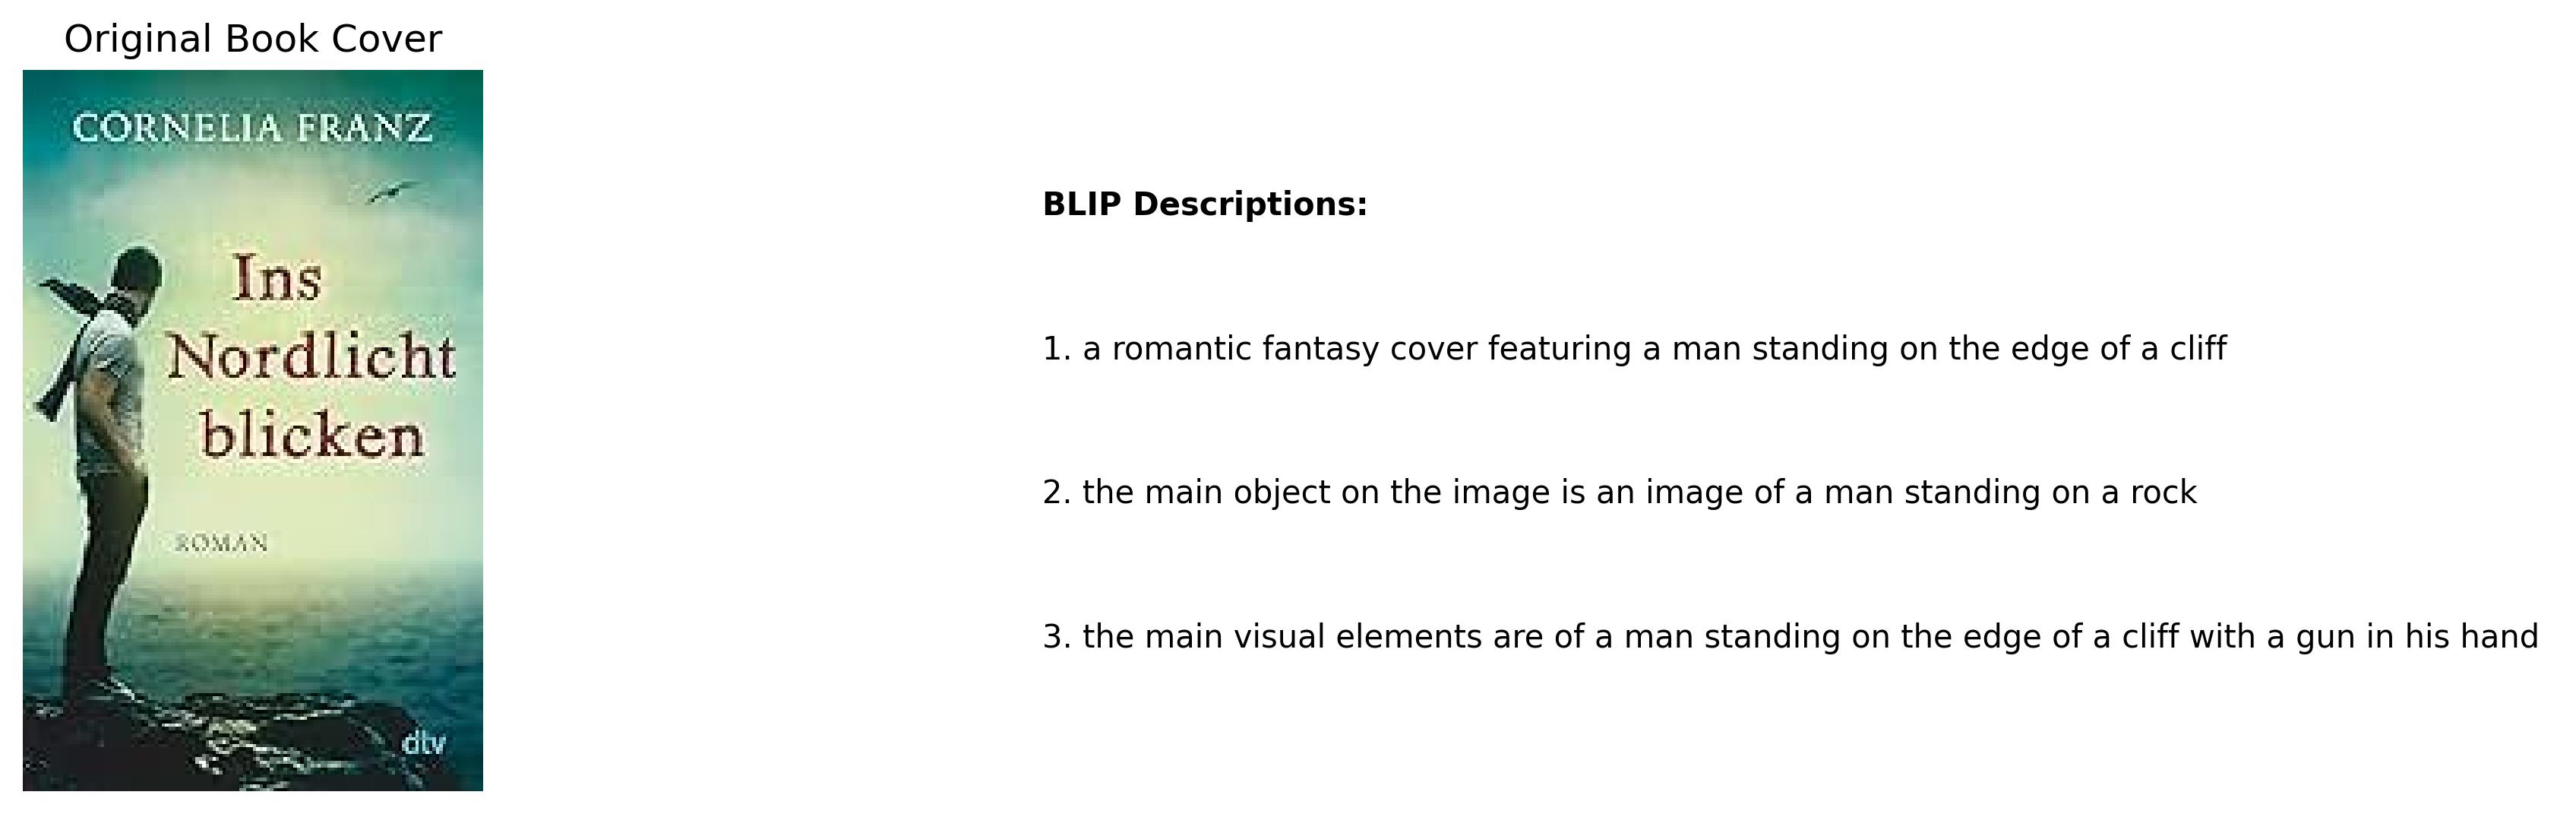 Original Book Cover
CORNELIA FRANZ
Ins
Nordlicht
blicken
ROMAN
dtv
BLIP Descriptions:
1. a romantic fantasy cover featuring a man standing on the edge of a cliff
2. the main object on the image is an image of a man standing on a rock
3. the main visual elements are of a man standing on the edge of a cliff with a gun in his hand